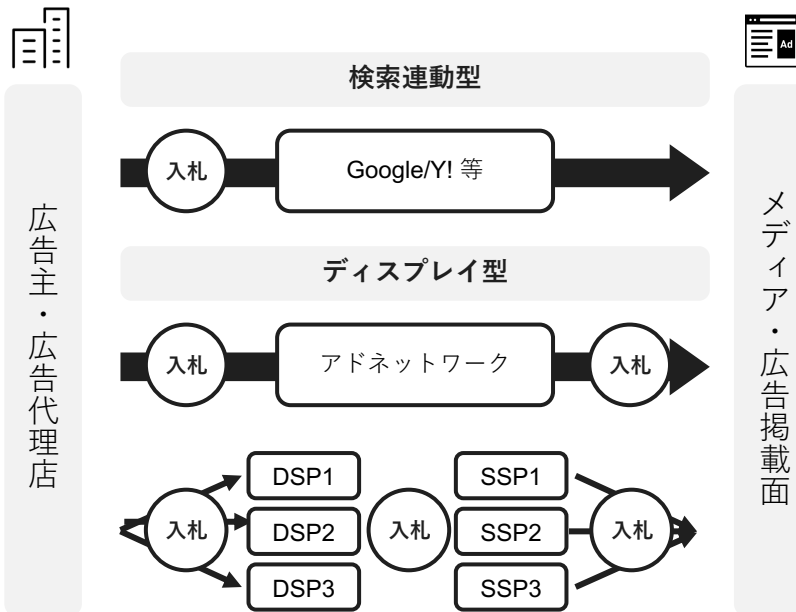 Ad
検索連動型
入札
Google/Y! 等
ディスプレイ型
入札
アドネットワーク
入札
広告主・広告代理店
メディア・広告掲載面
DSP1
SSP1
入札
DSP2
入札
SSP2
入札
DSP3
SSP3